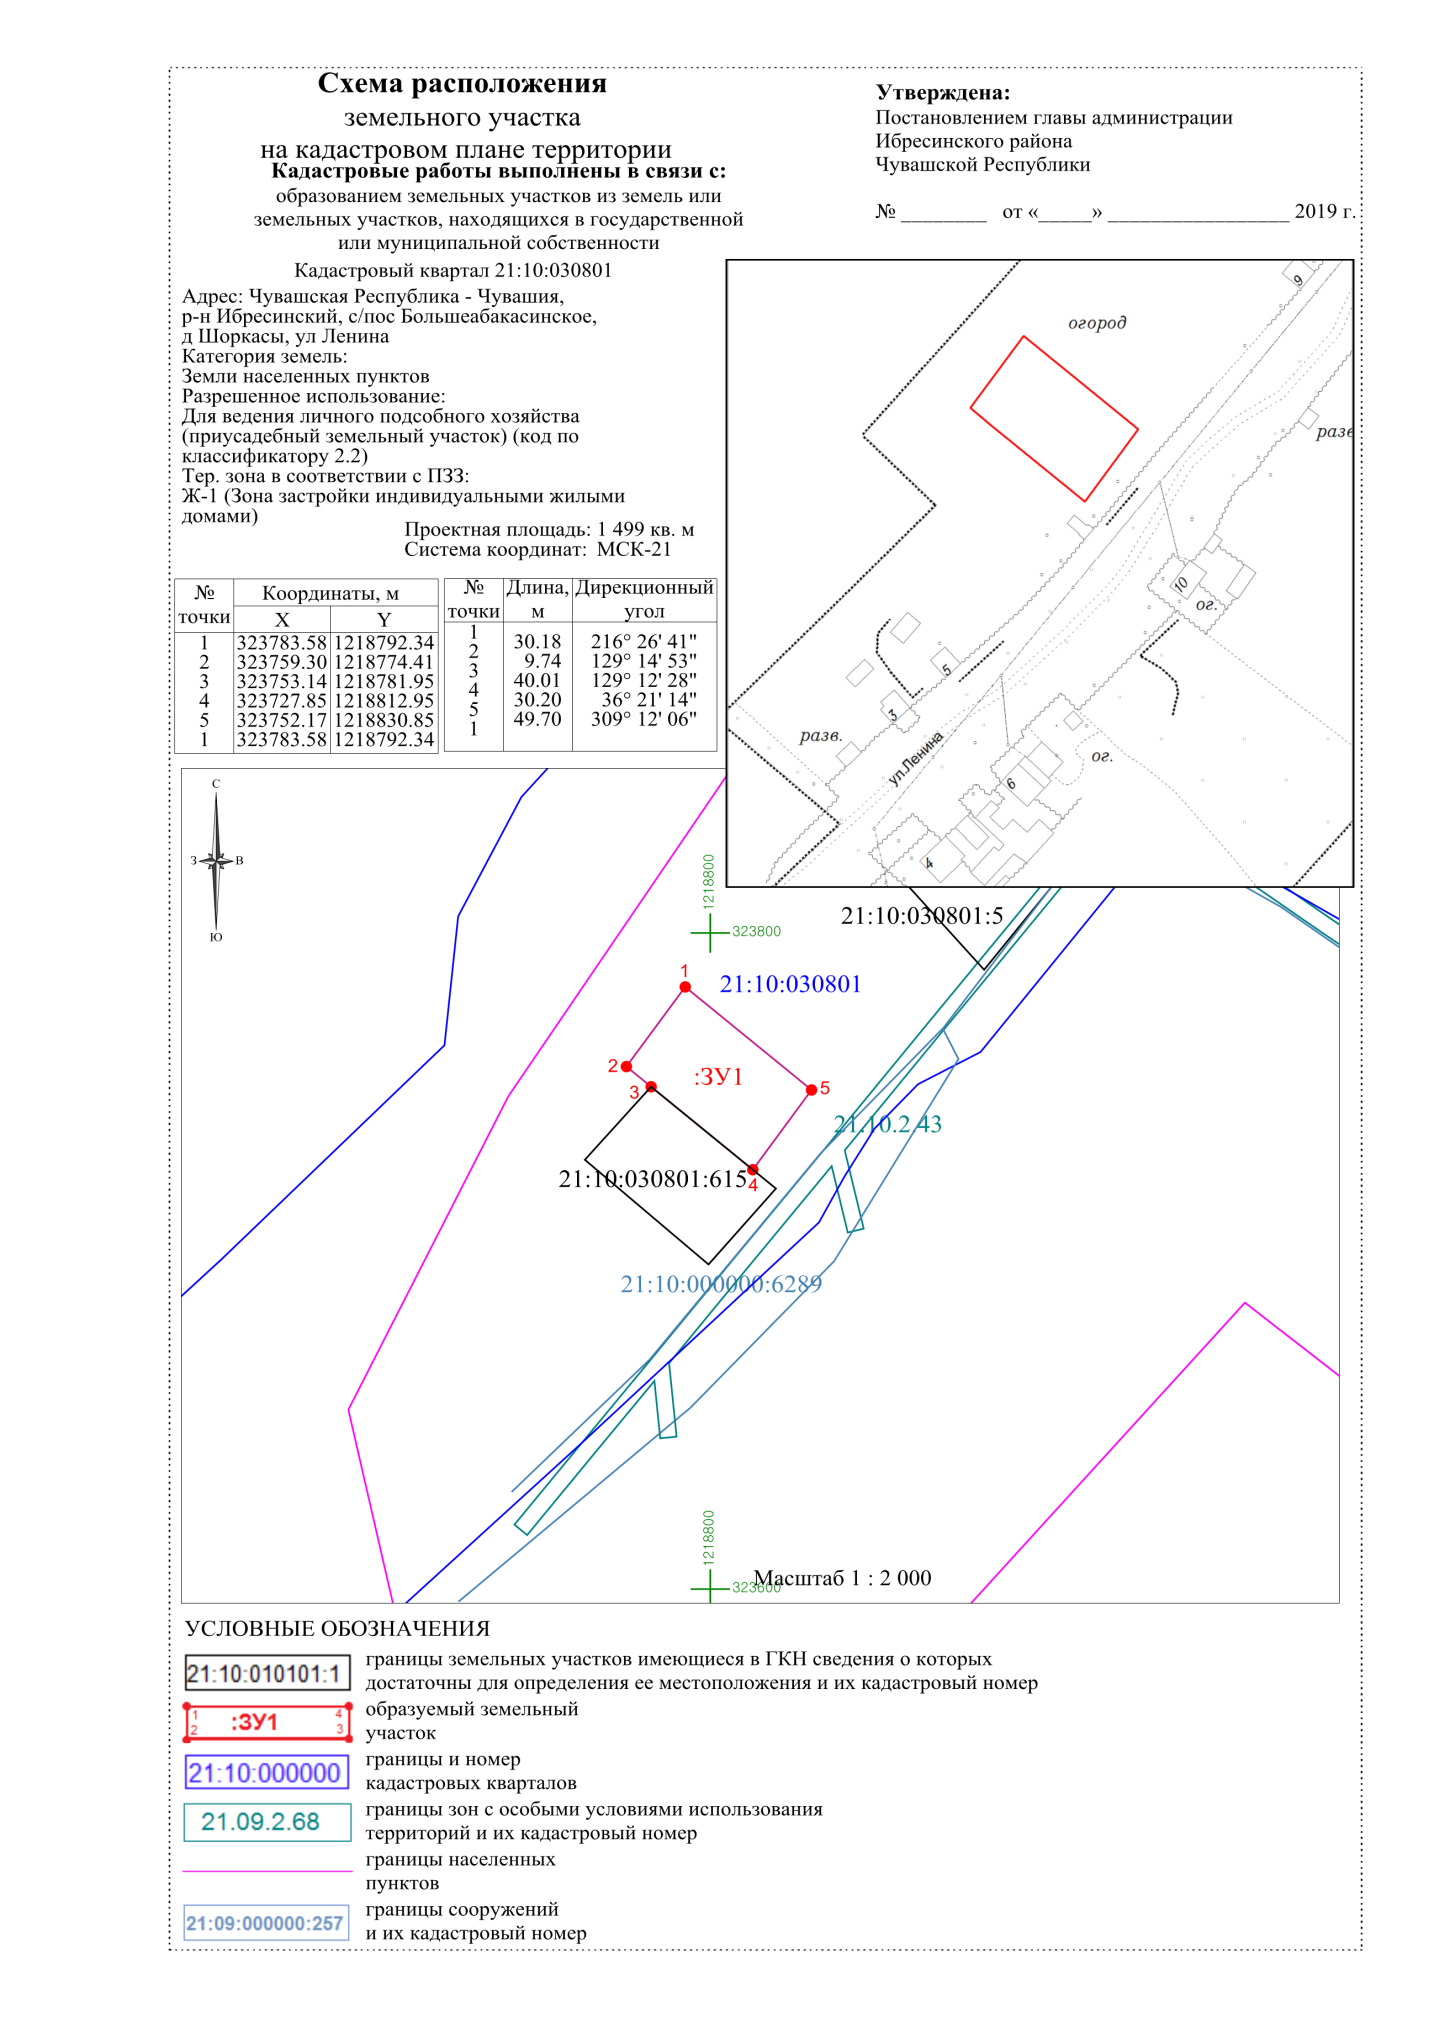 Схема расположения
земельного участка
на кадастровом плане территории
Кадастровые работы выполнены в связи с:
образованием земельных участков из земель или
земельных участков, находящихся в государственной
или муниципальной собственности
Кадастровый квартал 21:10:030801
Утверждена:
Постановлением главы администрации
Ибресинского района
Чувашской Республики
№ ________ от «_____» _________________ 2019 г.
Адрес: Чувашская Республика - Чувашия,
р-н Ибресинский, с/пос Большеабакасинское,
д Шоркасы, ул Ленина
Категория земель:
Земли населенных пунктов
Разрешенное использование:
Для ведения личного подсобного хозяйства
(приусадебный земельный участок) (код по
классификатору 2.2)
Тер. зона в соответствии с ПЗЗ:
Ж-1 (Зона застройки индивидуальными жилыми
домами)
Проектная площадь: 1 499 кв. м
Система координат: МСК-21
№ точки Координаты, м
X Y
1 323783.58 1218792.34
2 323759.30 1218774.41
3 323753.14 1218781.95
4 323727.85 1218812.95
5 323752.17 1218830.85
1 323783.58 1218792.34
№ Длина, Дирекционный
точки м угол
1
2
3
4
5
1
30.18 216° 26' 41"
9.74 129° 14' 53"
40.01 129° 12' 28"
30.20 36° 21' 14"
49.70 309° 12' 06"
9
огород
разв
10
ог.
5
3
разв.
ул.Ленина
ог.
6
4
С
З В
Ю
1218800
323800
21:10:030801:5
1
21:10:030801
2
:ЗУ1
3
5
21.10.2.43
21:10:030801:615
4
21:10:000000:6289
1218800
323600
Масштаб 1 : 2 000
УСЛОВНЫЕ ОБОЗНАЧЕНИЯ
21:10:010101:1
границы земельных участков имеющиеся в ГКН сведения о которых
достаточны для определения ее местоположения и их кадастровый номер
1 :ЗУ1 4
2 3
образуемый земельный
участок
21:10:000000
границы и номер
кадастровых кварталов
21.09.2.68
границы зон с особыми условиями использования
территорий и их кадастровый номер
границы населенных
пунктов
21:09:000000:257
границы сооружений
и их кадастровый номер